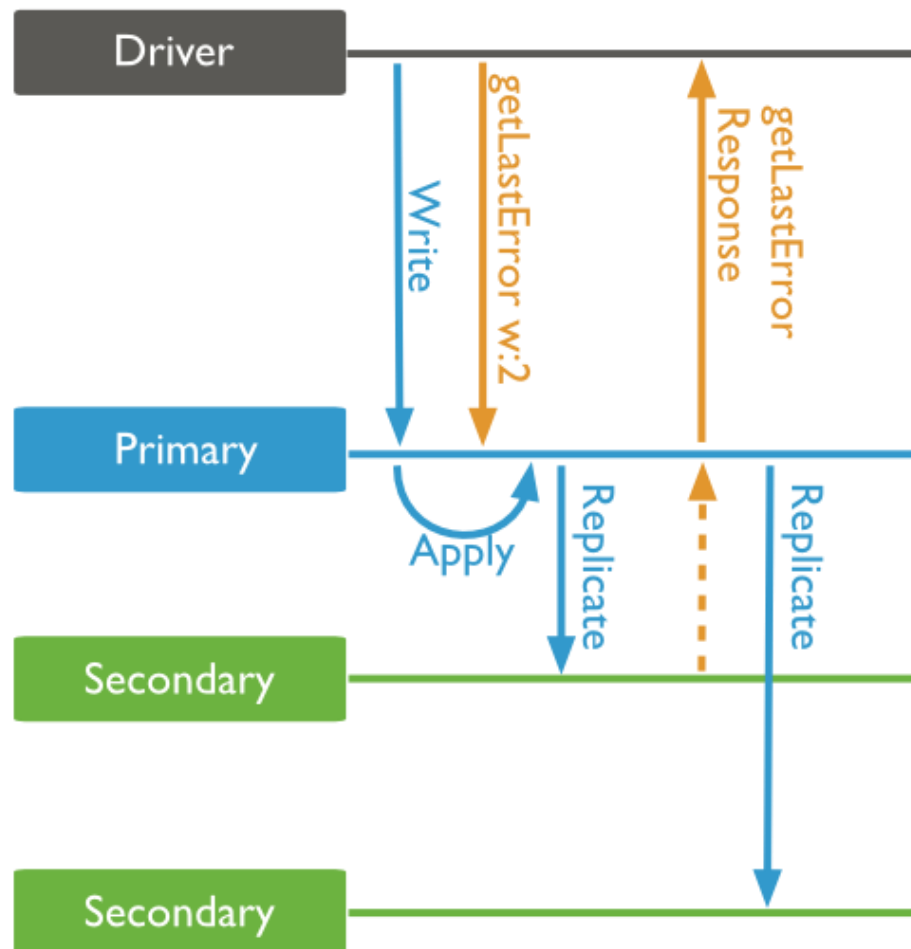 Driver
Write
getLastError w:2
getLastError
Response
Primary
Apply
Replicate
Replicate
Secondary
Secondary